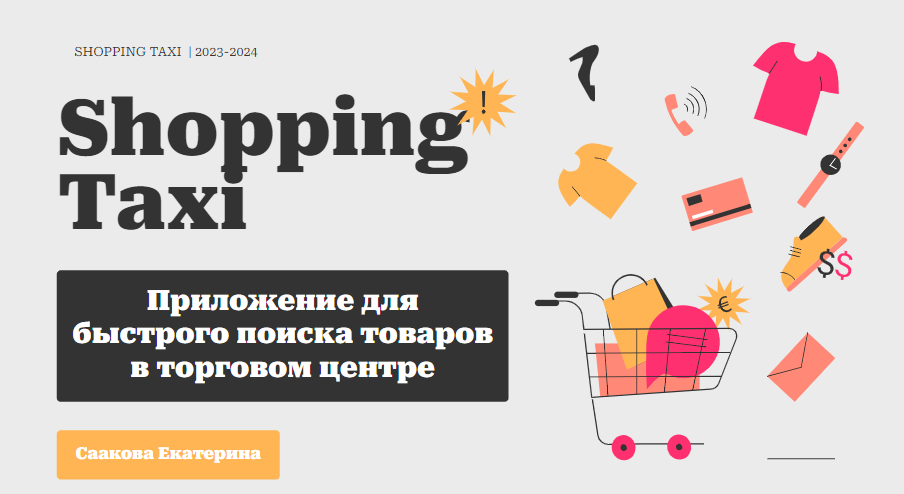 SHOPPING TAXI | 2023-2024
Shopping
!
Taxi
Приложение для
быстрого поиска товаров
в торговом центре
Саакова Екатерина
$$
€